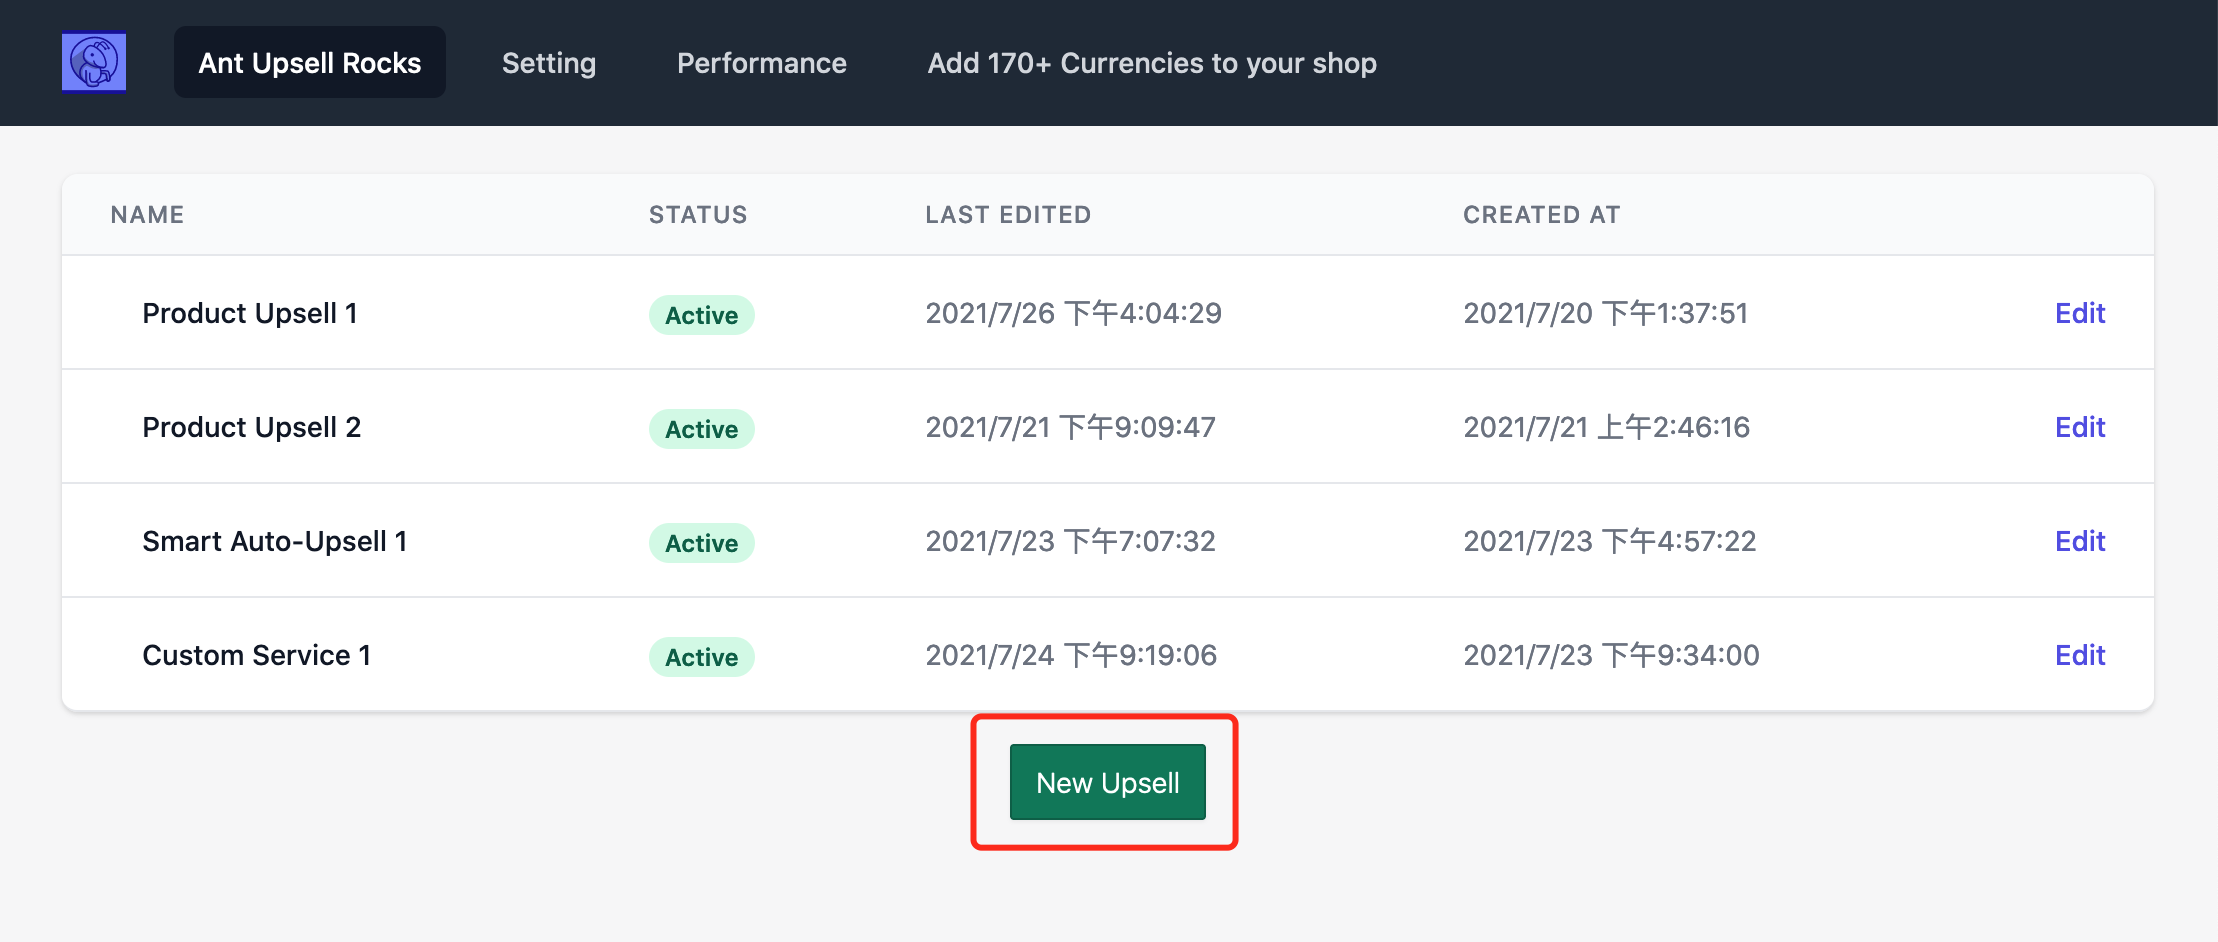 Ant Upsell Rocks Setting Performance Add 170+ Currencies to your shop
NAME STATUS LAST EDITED CREATED AT
Product Upsell 1 Active 2021/7/26 下午4:04:29 2021/7/20 下午1:37:51 Edit
Product Upsell 2 Active 2021/7/21 下午9:09:47 2021/7/21 上午2:46:16 Edit
Smart Auto-Upsell 1 Active 2021/7/23 下午7:07:32 2021/7/23 下午4:57:22 Edit
Custom Service 1 Active 2021/7/24 下午9:19:06 2021/7/23 下午9:34:00 Edit
New Upsell